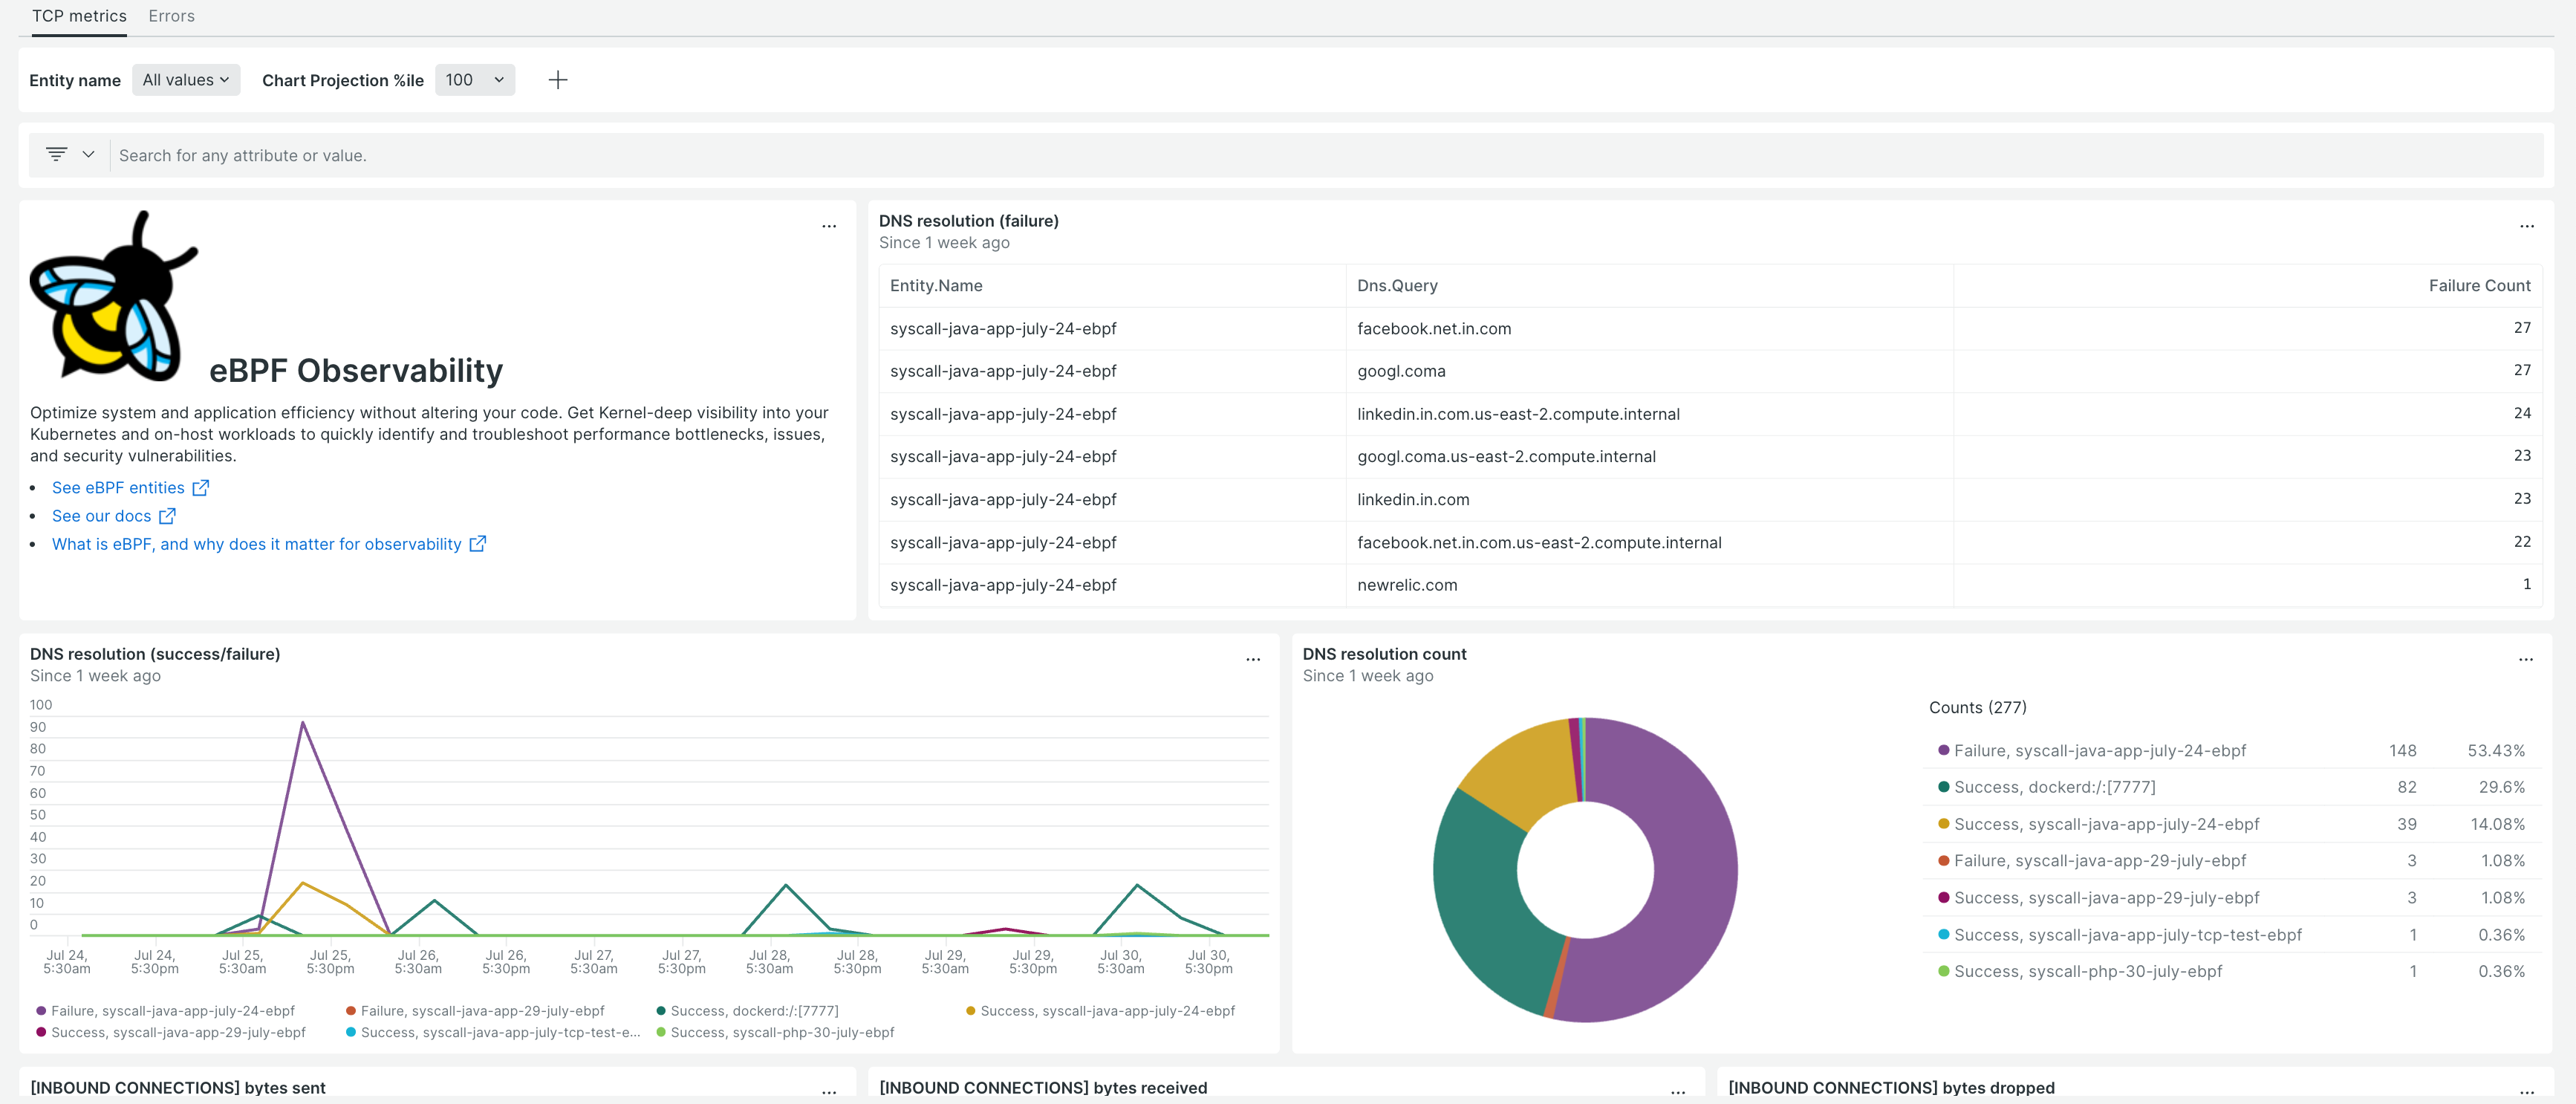 TCP metrics Errors
Entity name All values Chart Projection %ile 100
Search for any attribute or value.
eBPF Observability
Optimize system and application efficiency without altering your code. Get Kernel-deep visibility into your
Kubernetes and on-host workloads to quickly identify and troubleshoot performance bottlenecks, issues,
and security vulnerabilities.
• See eBPF entities
• See our docs
• What is eBPF, and why does it matter for observability
DNS resolution (failure)
Since 1 week ago
Entity.Name Dns.Query Failure Count
syscall-java-app-july-24-ebpf facebook.net.in.com 27
syscall-java-app-july-24-ebpf googl.coma 27
syscall-java-app-july-24-ebpf linkedin.in.com.us-east-2.compute.internal 24
syscall-java-app-july-24-ebpf googl.coma.us-east-2.compute.internal 23
syscall-java-app-july-24-ebpf linkedin.in.com 23
syscall-java-app-july-24-ebpf facebook.net.in.com.us-east-2.compute.internal 22
syscall-java-app-july-24-ebpf newrelic.com 1
DNS resolution (success/failure)
Since 1 week ago
100
90
80
70
60
50
40
30
20
10
0
Jul 24, Jul 24, Jul 25, Jul 25, Jul 26, Jul 26, Jul 27, Jul 27, Jul 28, Jul 28, Jul 29, Jul 29, Jul 30, Jul 30,
5:30am 5:30pm 5:30am 5:30pm 5:30am 5:30pm 5:30am 5:30pm 5:30am 5:30pm 5:30am 5:30pm 5:30am 5:30pm
Failure, syscall-java-app-july-24-ebpf Failure, syscall-java-app-29-july-ebpf Success, dockerd:/:[7777] Success, syscall-java-app-july-24-ebpf
Success, syscall-java-app-29-july-ebpf Success, syscall-java-app-july-tcp-test-e... Success, syscall-php-30-july-ebpf
DNS resolution count
Since 1 week ago
Counts (277)
Failure, syscall-java-app-july-24-ebpf 148 53.43%
Success, dockerd:/:[7777] 82 29.6%
Success, syscall-java-app-july-24-ebpf 39 14.08%
Failure, syscall-java-app-29-july-ebpf 3 1.08%
Success, syscall-java-app-29-july-ebpf 3 1.08%
Success, syscall-java-app-july-tcp-test-ebpf 1 0.36%
Success, syscall-php-30-july-ebpf 1 0.36%
[INBOUND CONNECTIONS] bytes sent
[INBOUND CONNECTIONS] bytes received
[INBOUND CONNECTIONS] bytes dropped